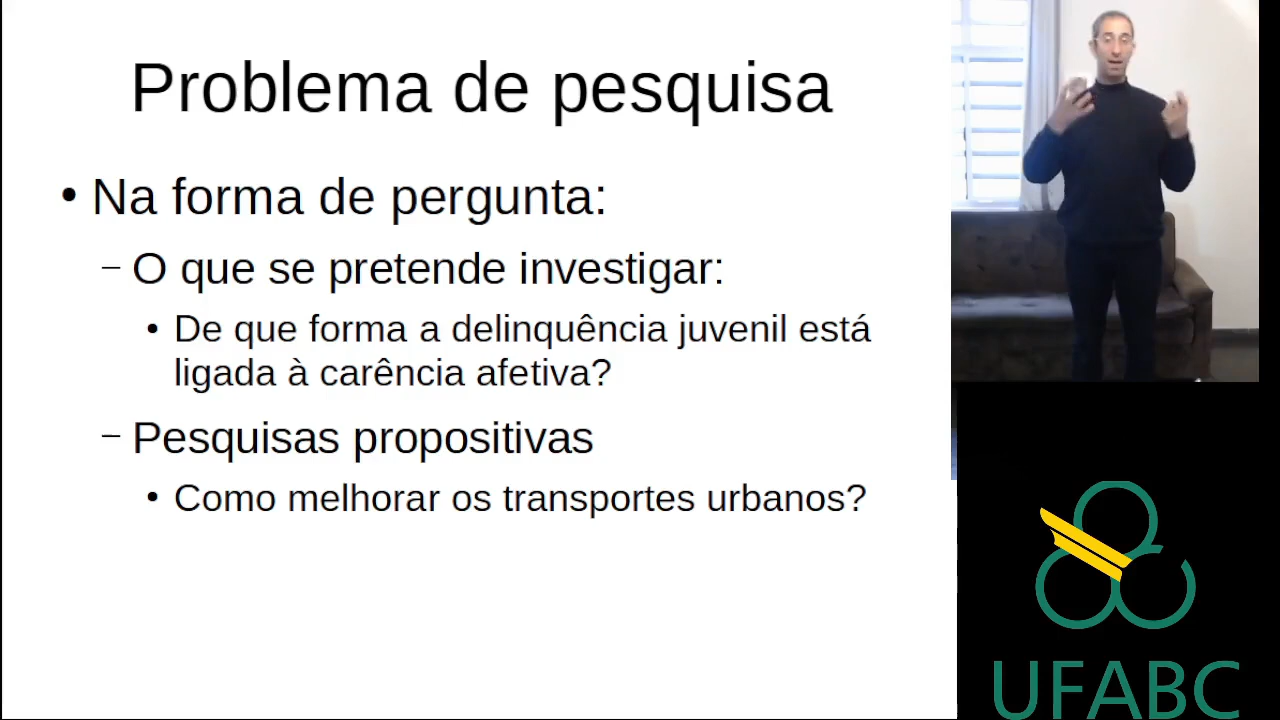 Problema de pesquisa
• Na forma de pergunta:
– O que se pretende investigar:
• De que forma a delinquência juvenil está
ligada à carência afetiva?
– Pesquisas propositivas
• Como melhorar os transportes urbanos?
UFABC